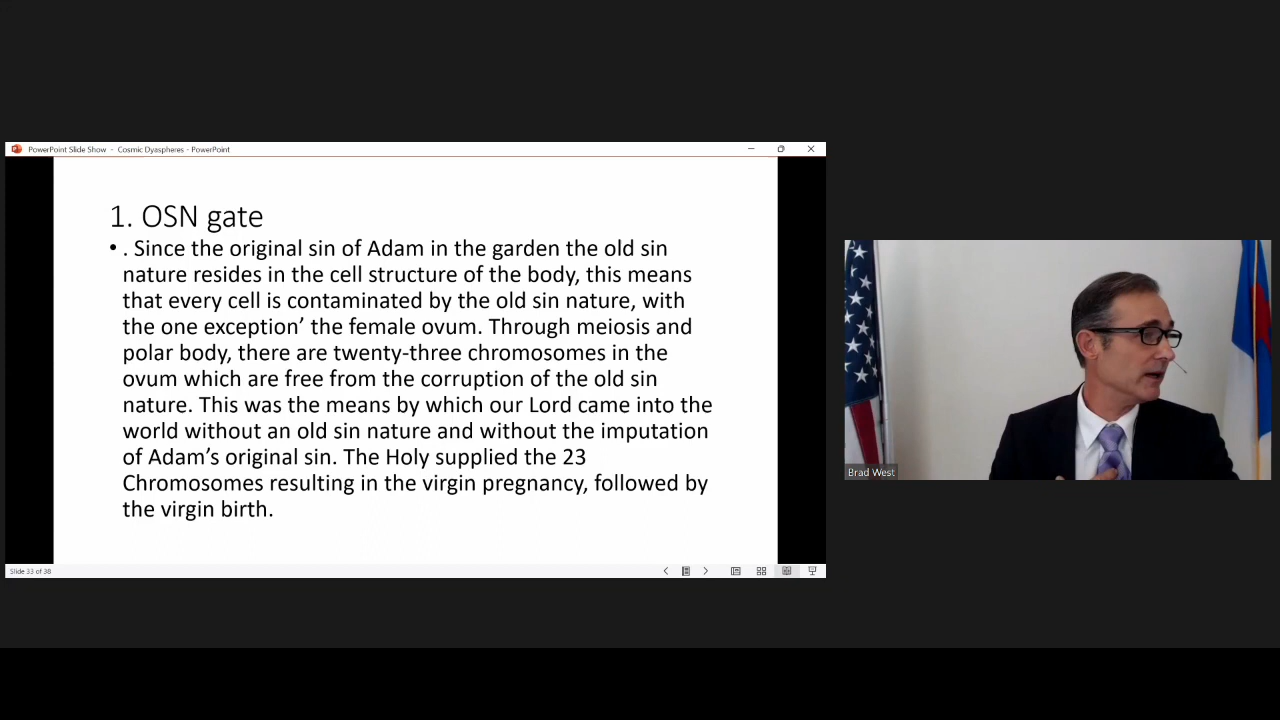 PowerPoint Slide Show - Cosmic Dyaspheres - PowerPoint
1. OSN gate
• . Since the original sin of Adam in the garden the old sin
nature resides in the cell structure of the body, this means
that every cell is contaminated by the old sin nature, with
the one exception’ the female ovum. Through meiosis and
polar body, there are twenty-three chromosomes in the
ovum which are free from the corruption of the old sin
nature. This was the means by which our Lord came into the
world without an old sin nature and without the imputation
of Adam’s original sin. The Holy supplied the 23
Chromosomes resulting in the virgin pregnancy, followed by
the virgin birth.
Slide 33 of 38
Brad West